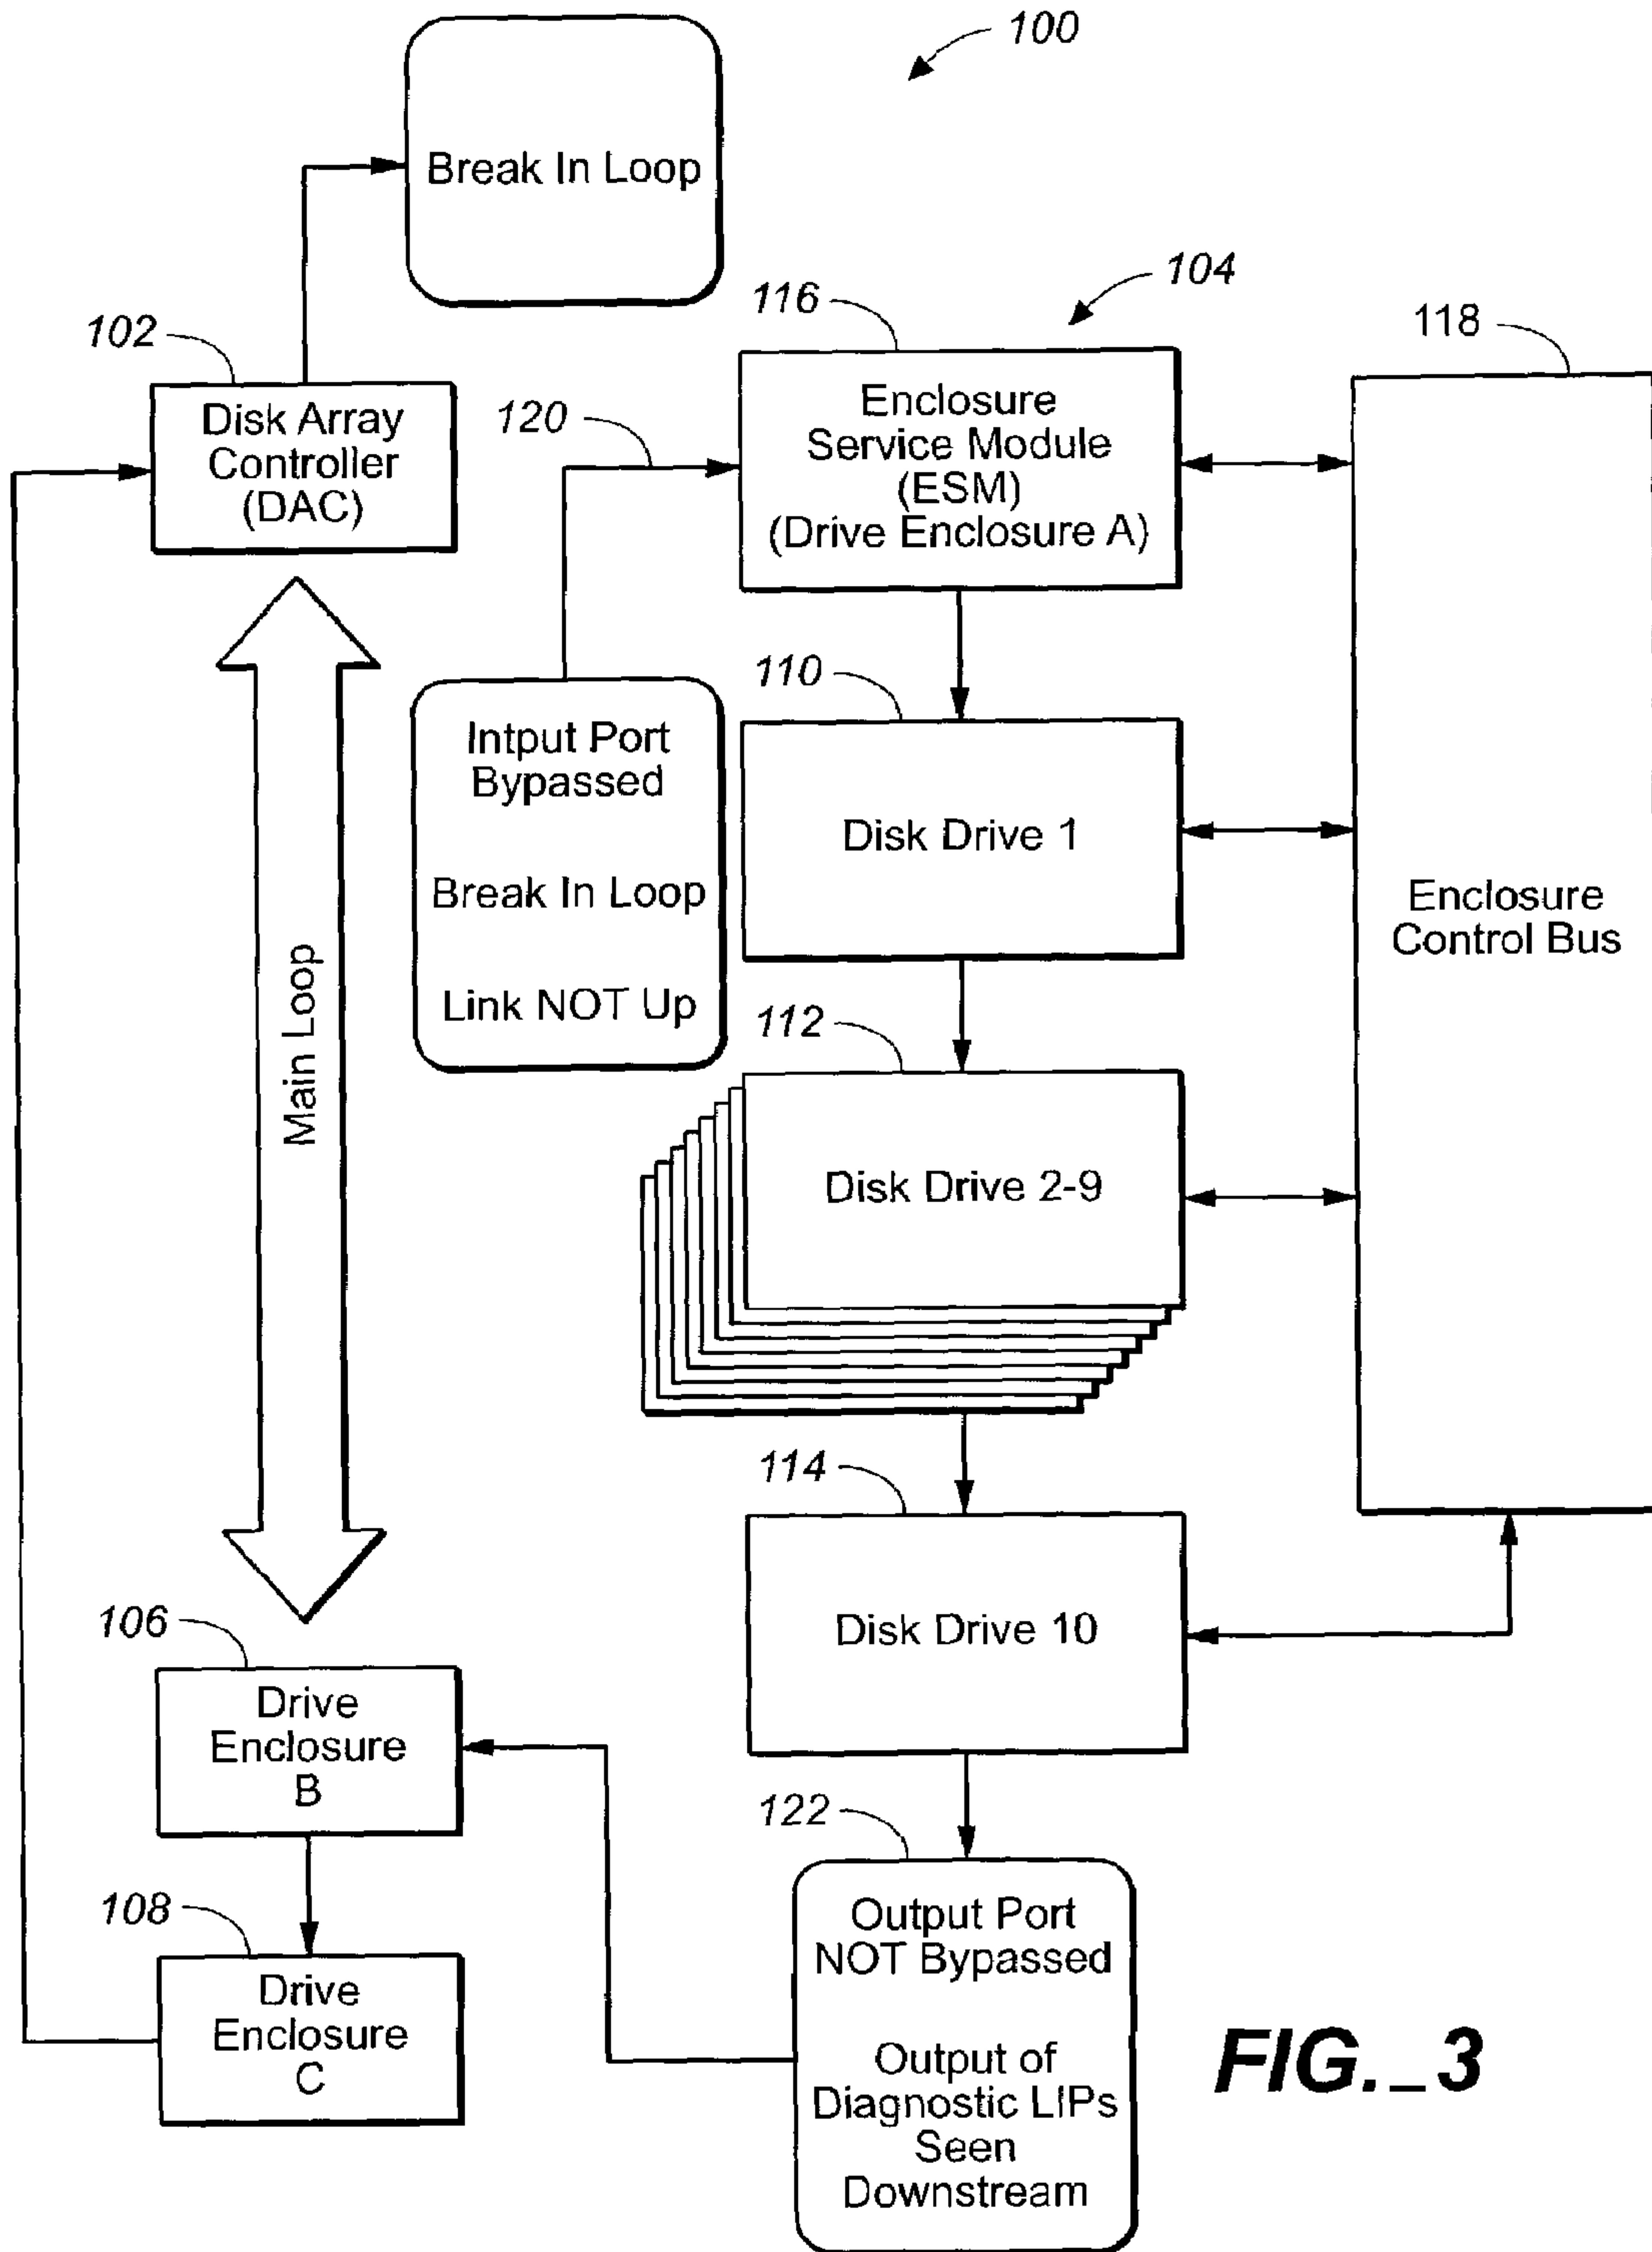 100
Break In Loop
104
116
118
102
Disk Array
Controller
(DAC)
120
Enclosure
Service Module
(ESM)
(Drive Enclosure A)
110
Intput Port
Bypassed
Break In Loop
Link NOT Up
Disk Drive 1
Enclosure
Control Bus
Main Loop
112
Disk Drive 2-9
114
Disk Drive 10
106
Drive
Enclosure
B
122
108
Drive
Enclosure
C
Output Port
NOT Bypassed
Output of
Diagnostic LIPs
Seen
Downstream
FIG._3